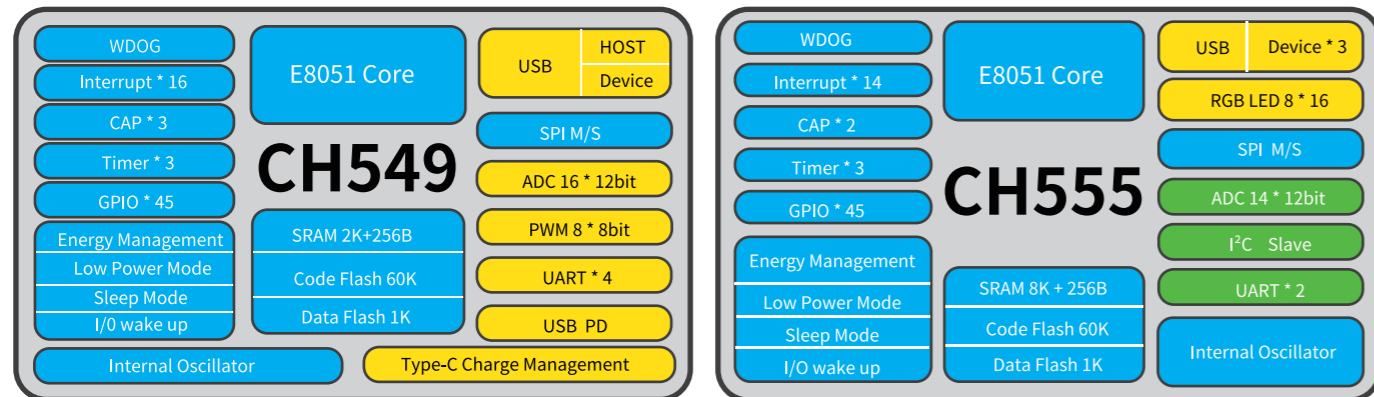 WDOG
Interrupt * 16
CAP * 3
Timer * 3
GPIO * 45
Energy Management
Low Power Mode
Sleep Mode
I/0 wake up
Internal Oscillator
E8051 Core
CH549
SRAM 2K+256B
Code Flash 60K
Data Flash 1K
USB
HOST
Device
SPI M/S
ADC 16 * 12bit
PWM 8 * 8bit
UART * 4
USB PD
Type-C Charge Management
WDOG
Interrupt * 14
CAP * 2
Timer * 3
GPIO * 45
Energy Management
Low Power Mode
Sleep Mode
I/O wake up
E8051 Core
CH555
SRAM 8K + 256B
Code Flash 60K
Data Flash 1K
USB
Device * 3
RGB LED 8 * 16
SPI M/S
ADC 14 * 12bit
I²C Slave
UART * 2
Internal Oscillator